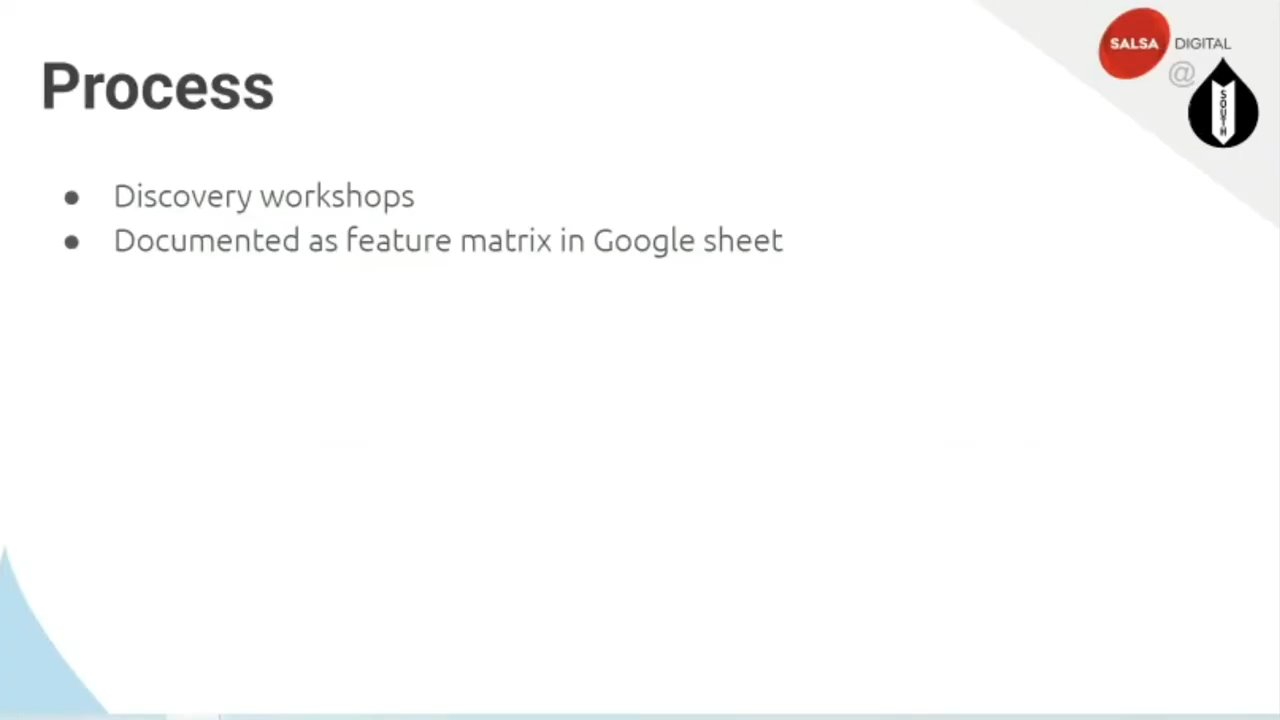 SALSA DIGITAL
@
SOUTH
Process
● Discovery workshops
● Documented as feature matrix in Google sheet